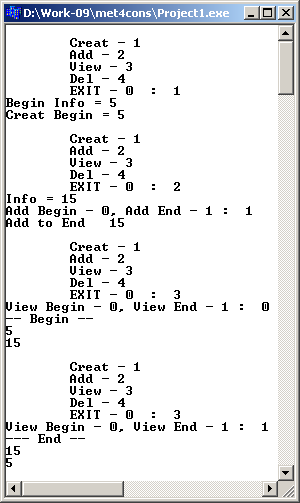 D:\Work-09\met4cons\Project1.exe
Creat - 1
Add - 2
View - 3
Del - 4
EXIT - 0  :  1
Begin Info = 5
Creat Begin = 5
Creat - 1
Add - 2
View - 3
Del - 4
EXIT - 0  :  2
Info = 15
Add Begin - 0, Add End - 1 :  1
Add to End   15
Creat - 1
Add - 2
View - 3
Del - 4
EXIT - 0  :  3
View Begin - 0, View End - 1 :  0
-- Begin --
5
15
Creat - 1
Add - 2
View - 3
Del - 4
EXIT - 0  :  3
View Begin - 0, View End - 1 :  1
--- End --
15
5